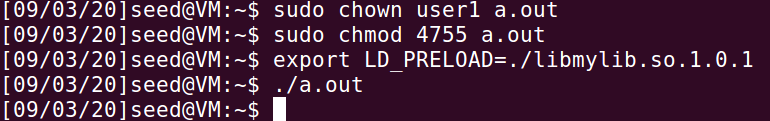 [09/03/20]seed@VM:~$ sudo chown user1 a.out
[09/03/20]seed@VM:~$ sudo chmod 4755 a.out
[09/03/20]seed@VM:~$ export LD_PRELOAD=./libmylib.so.1.0.1
[09/03/20]seed@VM:~$ ./a.out
[09/03/20]seed@VM:~$